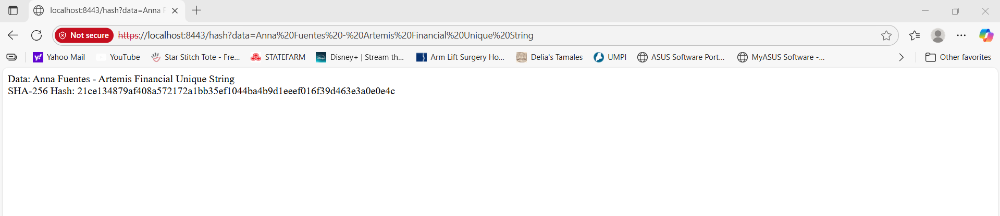 localhost:8443/hash?data=Anna F
Not secure https://localhost:8443/hash?data=Anna%20Fuentes%20-%20Artemis%20Financial%20Unique%20String
Yahoo Mail YouTube Star Stitch Tote - Fre... STATEFARM Disney+ | Stream th... Arm Lift Surgery Ho... Delia's Tamales UMPI ASUS Software Port... MyASUS Software -... Other favorites
Data: Anna Fuentes - Artemis Financial Unique String
SHA-256 Hash: 21ce134879af408a572172a1bb35ef1044ba4b9d1eeef016f39d463e3a0e0e4c